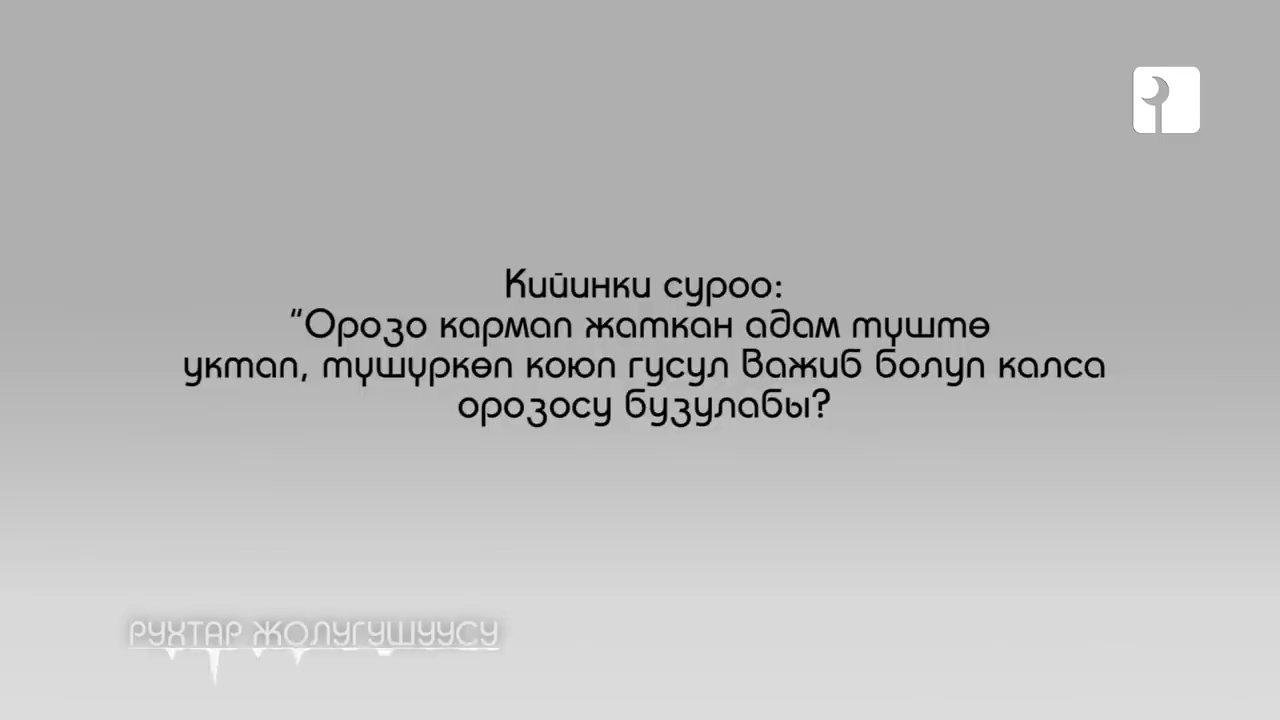 Кийинки суроо:
“Орозо кармап жаткан адам түштө
уктап, түшүркөп коюп гусул важиб болуп калса
орозосу бузулабы?
РУХТАР ЖОЛУГУШУУСУ